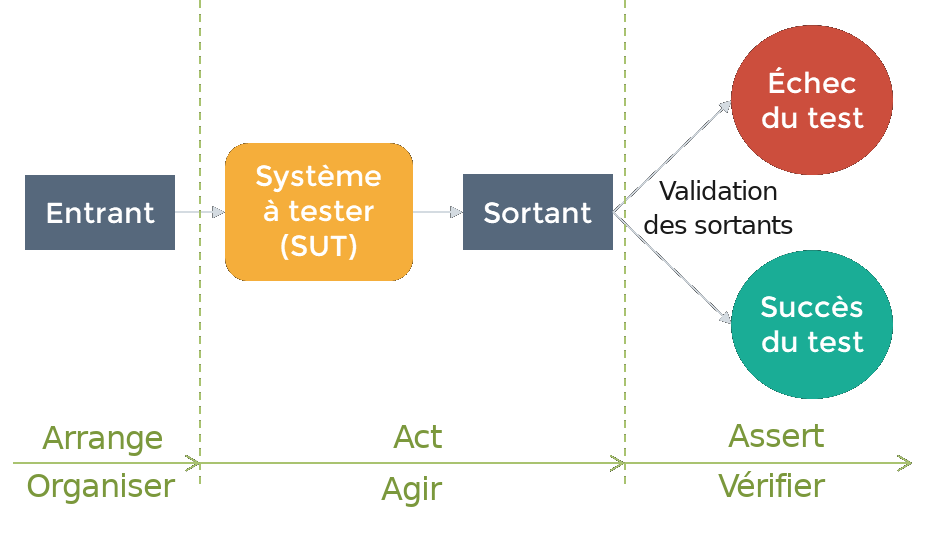 Entrant
Système
à tester
(SUT)
Sortant
Échec
du test
Validation
des sortants
Succès
du test
Arrange
Act
Assert
Organiser
Agir
Vérifier